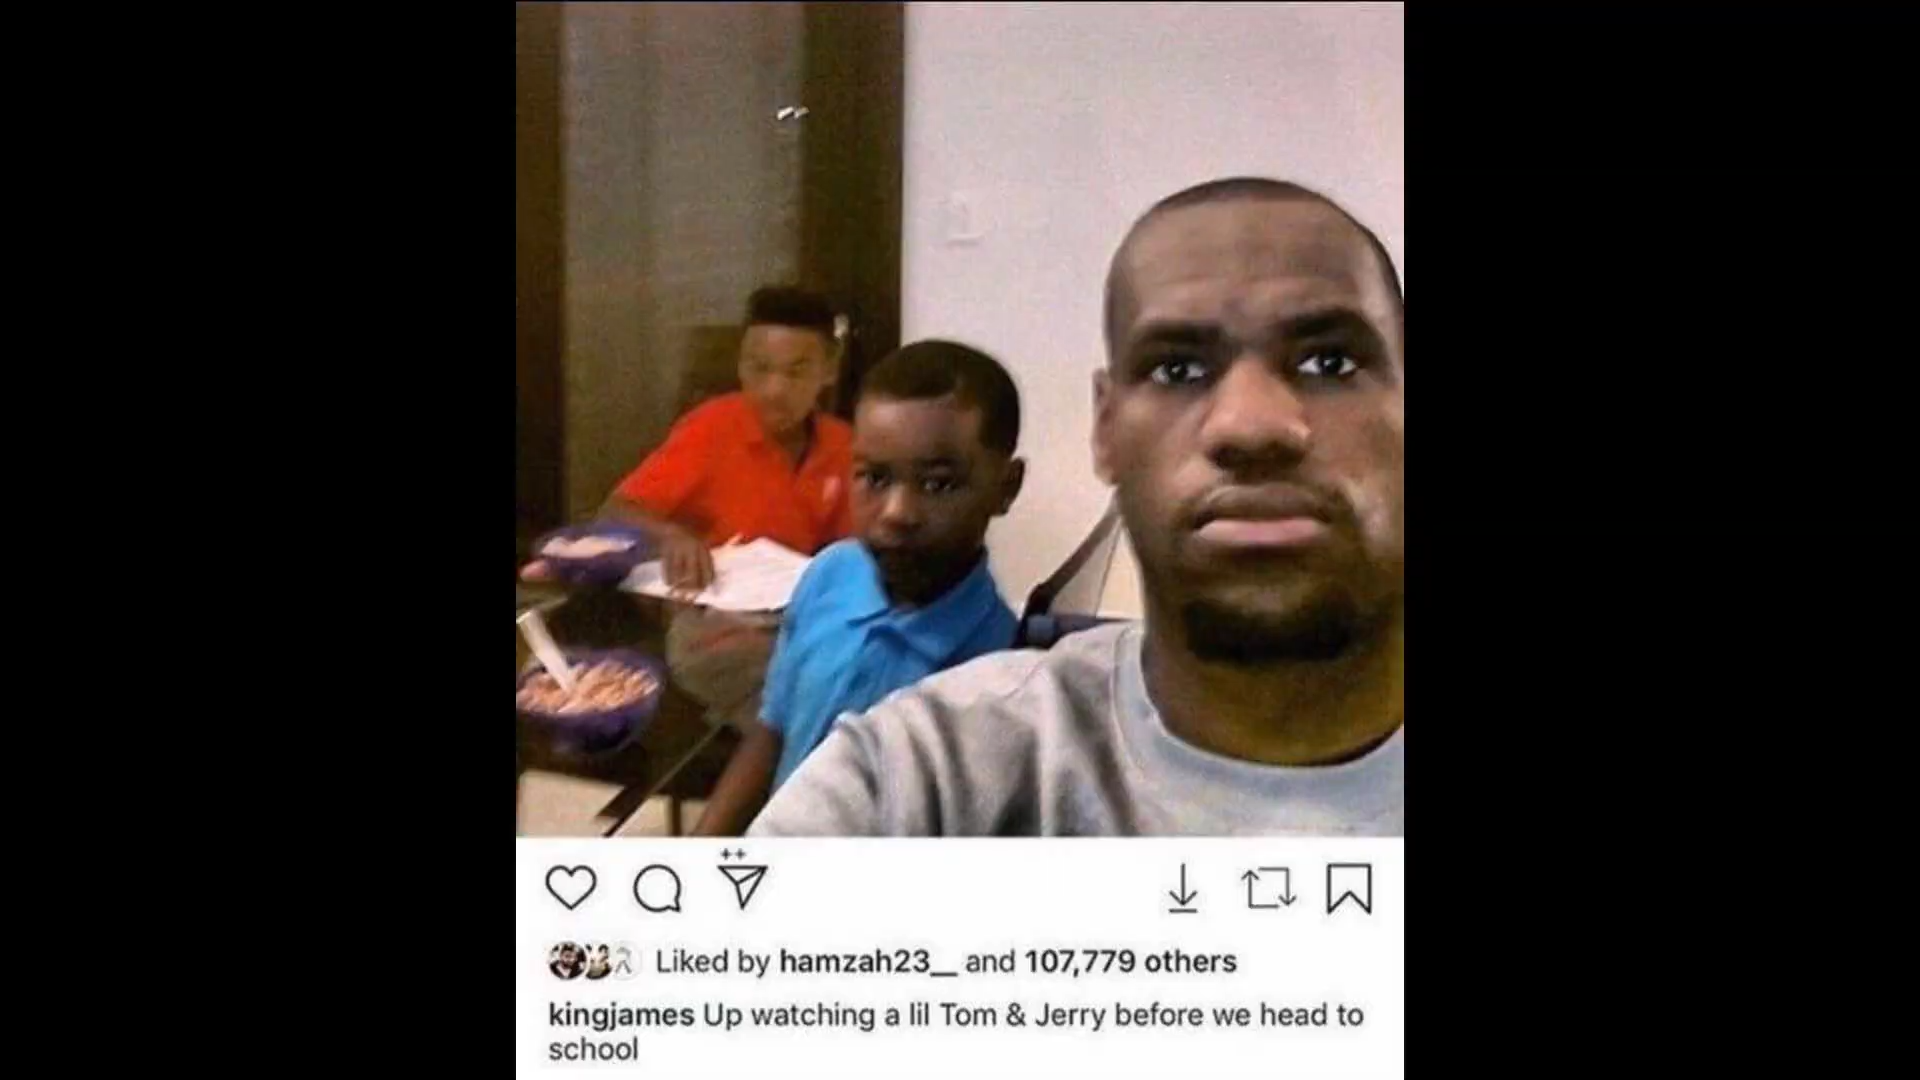 Liked by hamzah23__ and 107,779 others
kingjames Up watching a lil Tom & Jerry before we head to
school